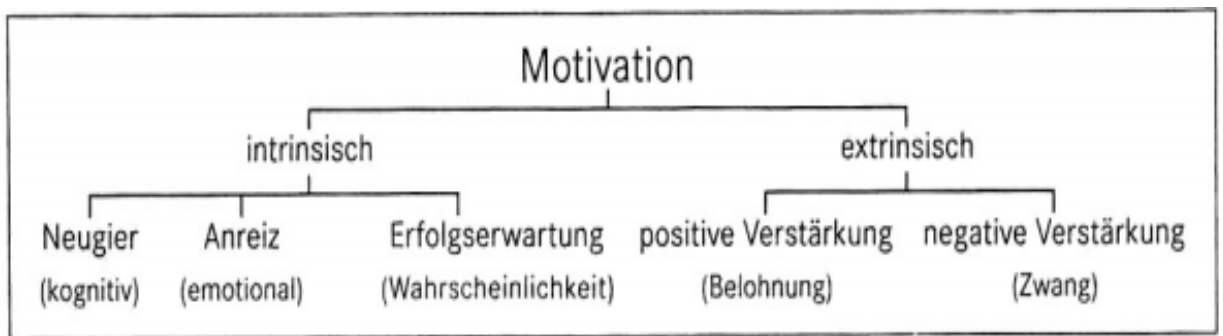 Motivation
intrinsisch extrinsisch
Neugier Anreiz Erfolgserwartung positive Verstärkung negative Verstärkung
(kognitiv) (emotional) (Wahrscheinlichkeit) (Belohnung) (Zwang)